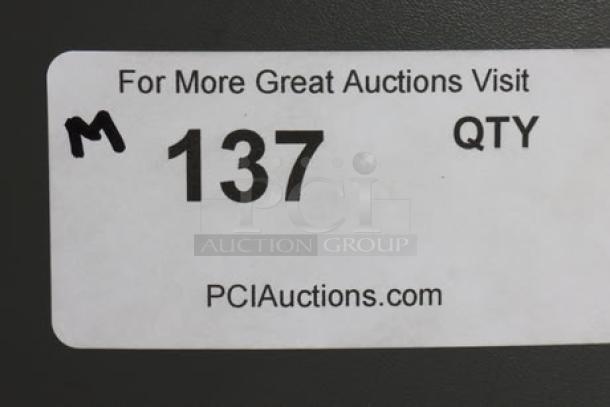 For More Great Auctions Visit
M 137 QTY
PCI
AUCTION GROUP
PCIAuctions.com